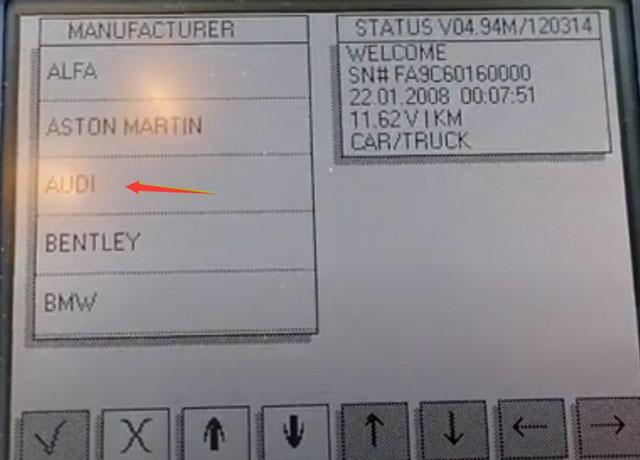 MANUFACTURER
ALFA
ASTON MARTIN
AUDI
BENTLEY
BMW
STATUS V04.94M/120314
WELCOME
SN# FA9C60160000
22.01.2008 00:07:51
11.62 V I KM
CAR/TRUCK